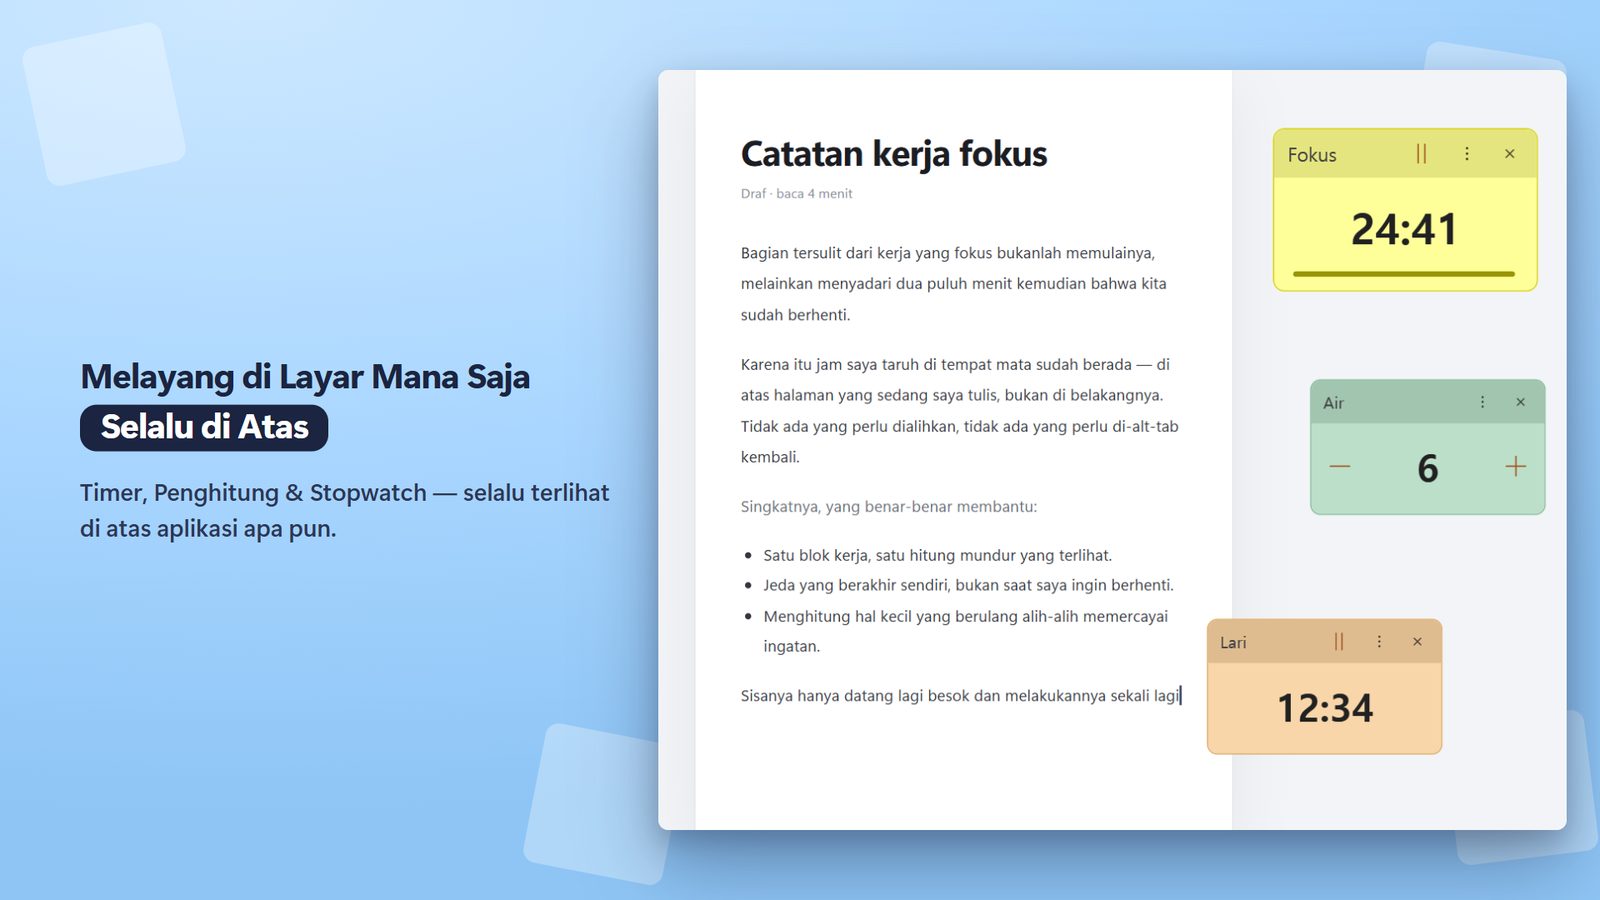 Melayang di Layar Mana Saja
Selalu di Atas
Timer, Penghitung & Stopwatch — selalu terlihat
di atas aplikasi apa pun.
Catatan kerja fokus
Draf · baca 4 menit
Bagian tersulit dari kerja yang fokus bukanlah memulainya,
melainkan menyadari dua puluh menit kemudian bahwa kita
sudah berhenti.
Karena itu jam saya taruh di tempat mata sudah berada — di
atas halaman yang sedang saya tulis, bukan di belakangnya.
Tidak ada yang perlu dialihkan, tidak ada yang perlu di-alt-tab
kembali.
Singkatnya, yang benar-benar membantu:
• Satu blok kerja, satu hitung mundur yang terlihat.
• Jeda yang berakhir sendiri, bukan saat saya ingin berhenti.
• Menghitung hal kecil yang berulang alih-alih memercayai
ingatan.
Sisanya hanya datang lagi besok dan melakukannya sekali lagi
Fokus
24:41
Air
6
Lari
12:34